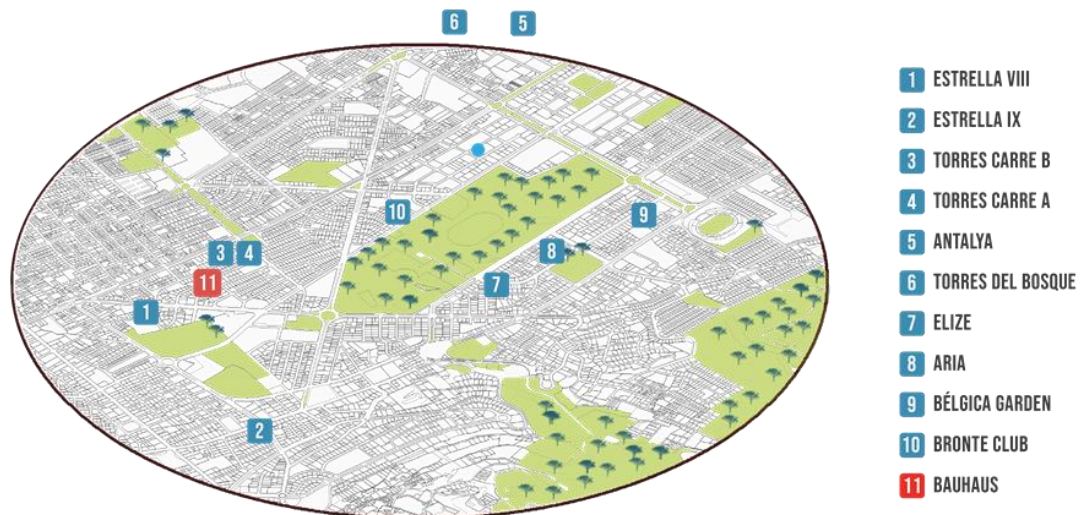 6 5
10
9
3 4
8
11
7
1
2
1 ESTRELLA VIII
2 ESTRELLA IX
3 TORRES CARRE B
4 TORRES CARRE A
5 ANTALYA
6 TORRES DEL BOSQUE
7 ELIZE
8 ARIA
9 BÉLGICA GARDEN
10 BRONTE CLUB
11 BAUHAUS